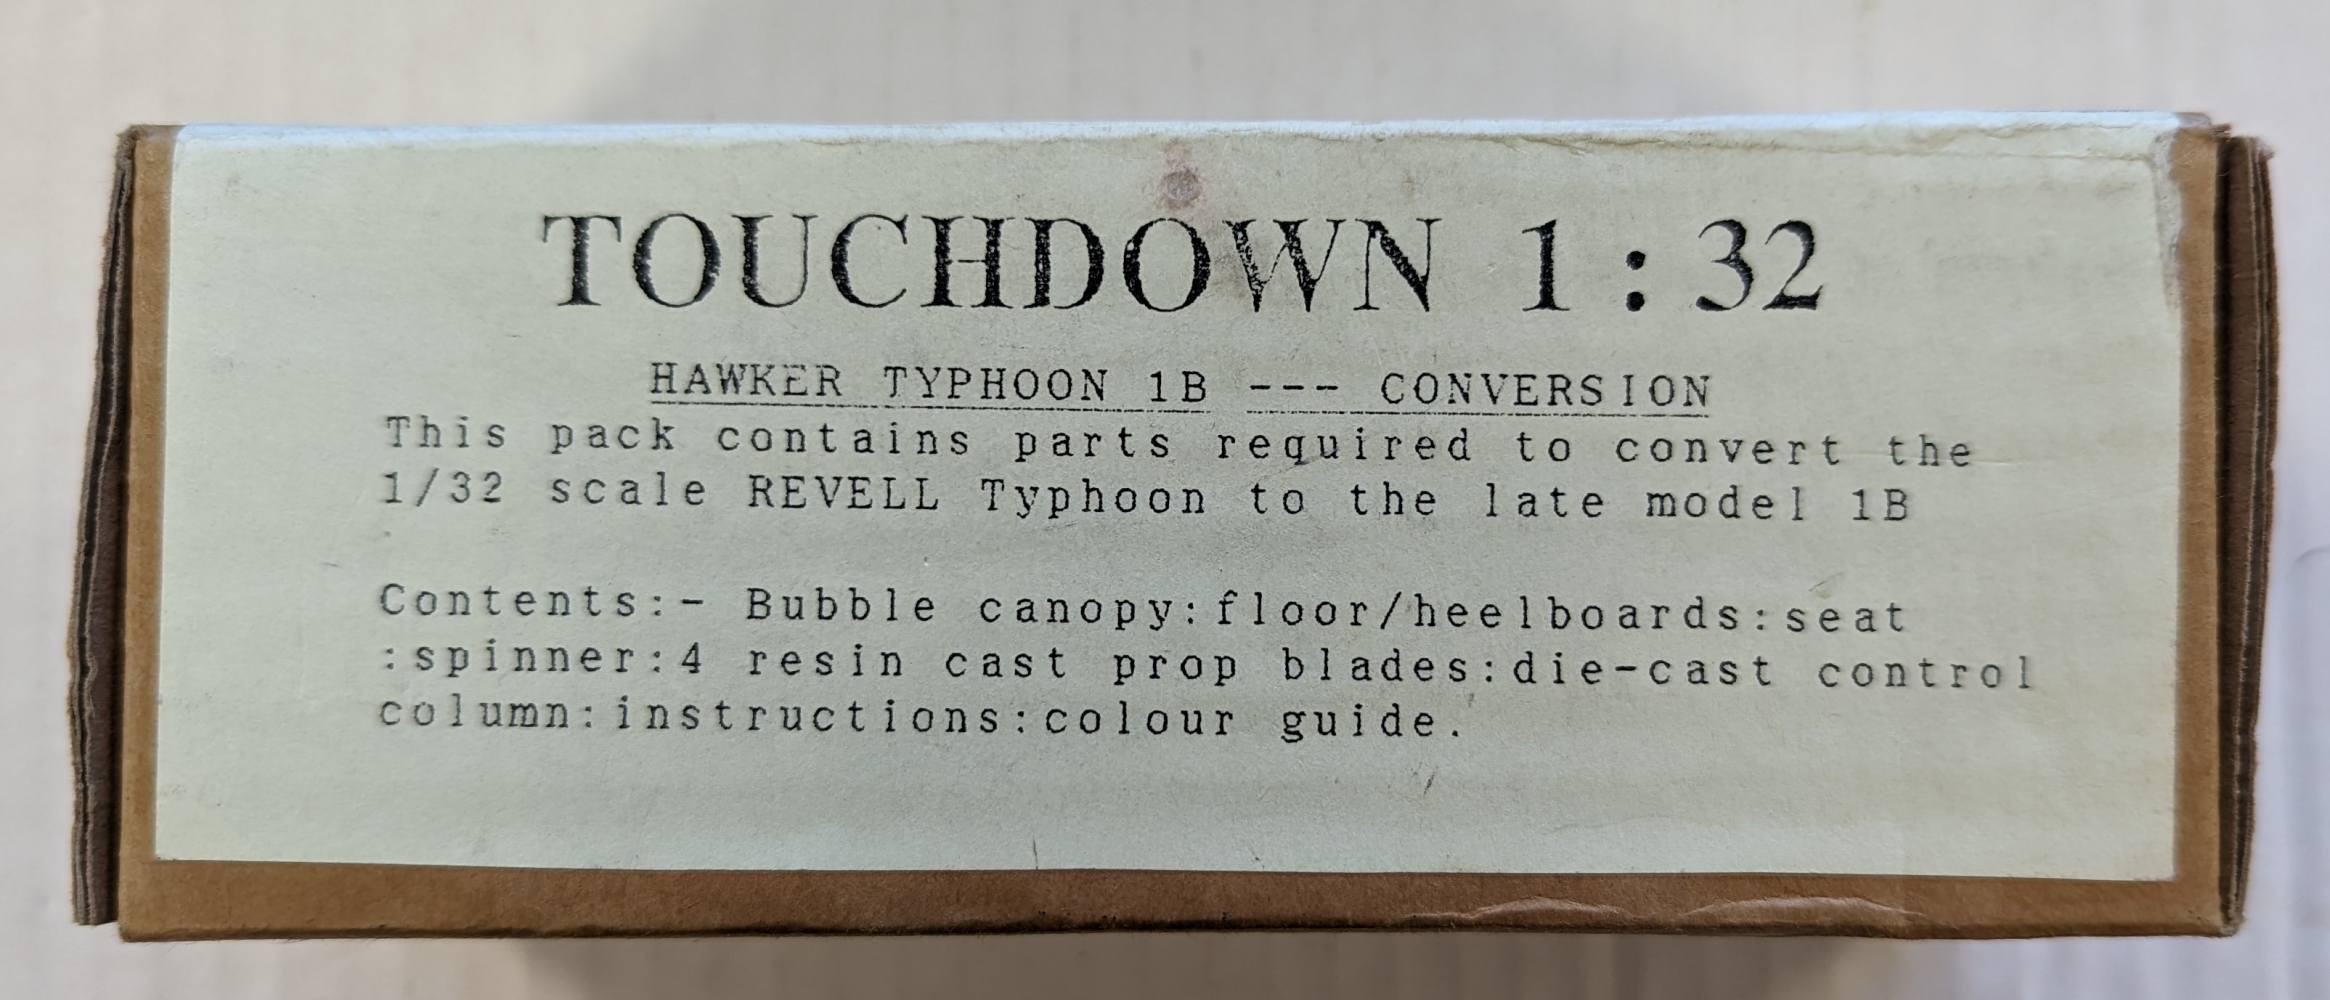 TOUCHDOWN 1:32
HAWKER TYPHOON 1B --- CONVERSION
This pack contains parts required to convert the
1/32 scale REVELL Typhoon to the late model 1B
Contents:- Bubble canopy:floor/heelboards:seat
:spinner:4 resin cast prop blades:die-cast control
column:instructions:colour guide.